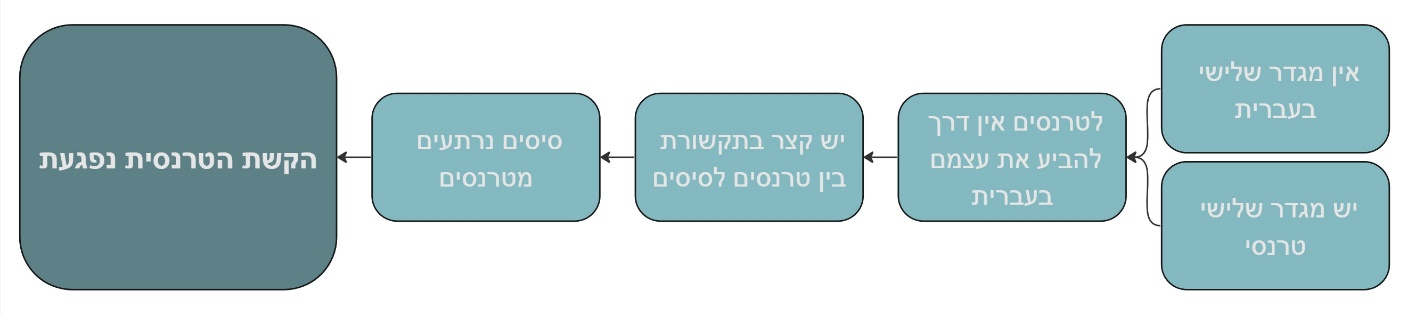 אין מגדר שלישי
בעברית
יש מגדר שלישי
טרנסי
לטרנסים אין דרך
להביע את עצמם
בעברית
יש קצר בתקשורת
בין טרנסים לסיסים
סיסים נרתעים
מטרנסים
הקשת הטרנסית נפגעת